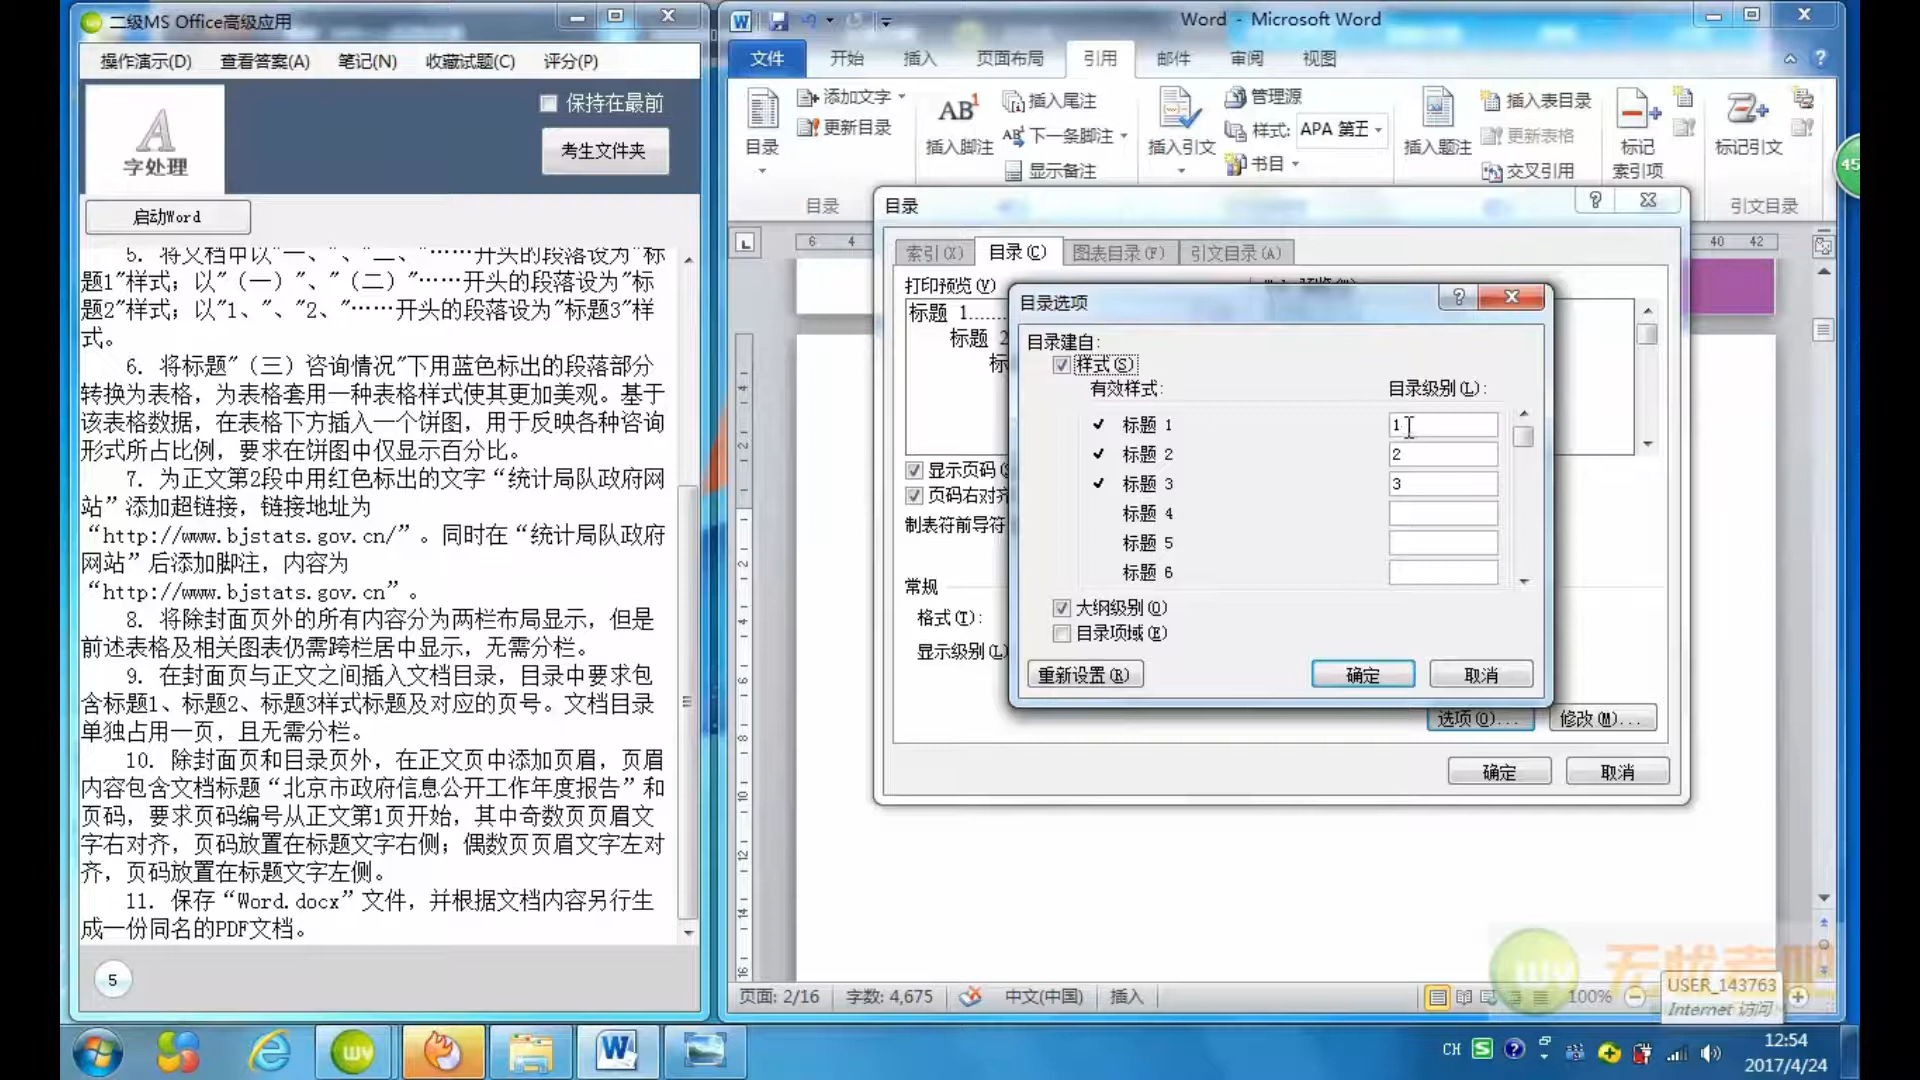 二级MS Office高级应用
操作演示(D) 查看答案(A) 笔记(N) 收藏试题(C) 评分(P)
保持在最前
考生文件夹
A
字处理
启动Word
5. 将文档中以"一、"、"二、"……开头的段落设为"标
题1"样式；以"（一）"、"（二）"……开头的段落设为"标
题2"样式；以"1、"、"2、"……开头的段落设为"标题3"样
式。
6. 将标题"（三）咨询情况"下用蓝色标出的段落部分
转换为表格，为表格套用一种表格样式使其更加美观。基于
该表格数据，在表格下方插入一个饼图，用于反映各种咨询
形式所占比例，要求在饼图中仅显示百分比。
7. 为正文第2段中用红色标出的文字“统计局队政府网
站”添加超链接，链接地址为
“http://www.bjstats.gov.cn/”。同时在“统计局队政府
网站”后添加脚注，内容为
“http://www.bjstats.gov.cn”。
8. 将除封面页外的所有内容分为两栏布局显示，但是
前述表格及相关图表仍需跨栏居中显示，无需分栏。
9. 在封面页与正文之间插入文档目录，目录中要求包
含标题1、标题2、标题3样式标题及对应的页号。文档目录
单独占用一页，且无需分栏。
10. 除封面页和目录页外，在正文页中添加页眉，页眉
内容包含文档标题“北京市政府信息公开工作年度报告”和
页码，要求页码编号从正文第1页开始，其中奇数页页眉文
字右对齐，页码放置在标题文字右侧；偶数页页眉文字左对
齐，页码放置在标题文字左侧。
11. 保存“Word.docx”文件，并根据文档内容另行生
成一份同名的PDF文档。
5
Word - Microsoft Word
文件 开始 插入 页面布局 引用 邮件 审阅 视图
目录
添加文字
更新目录
目录
AB1
插入脚注
插入尾注
下一条脚注
显示备注
插入引文
管理源
样式: APA 第五
书目
插入题注
插入表目录
更新表格
交叉引用
标记
索引项
标记引文
引文目录
45
6 4 40 42
目录
索引(X) 目录(C) 图表目录(F) 引文目录(A)
打印预览(V)
标题 1......
标题 2
标
显示页码(S
页码右对齐
制表符前导符
常规
格式(T):
显示级别(L)
选项(O)... 修改(M)...
确定 取消
目录选项
目录建自:
样式(S)
有效样式: 目录级别(L):
标题 1 1
标题 2 2
标题 3 3
标题 4
标题 5
标题 6
大纲级别(O)
目录项域(E)
重新设置(R) 确定 取消
页面: 2/16 字数: 4,675 中文(中国) 插入 100%
无忧考吧
USER_143763
Internet 访问
CH
12:54
2017/4/24